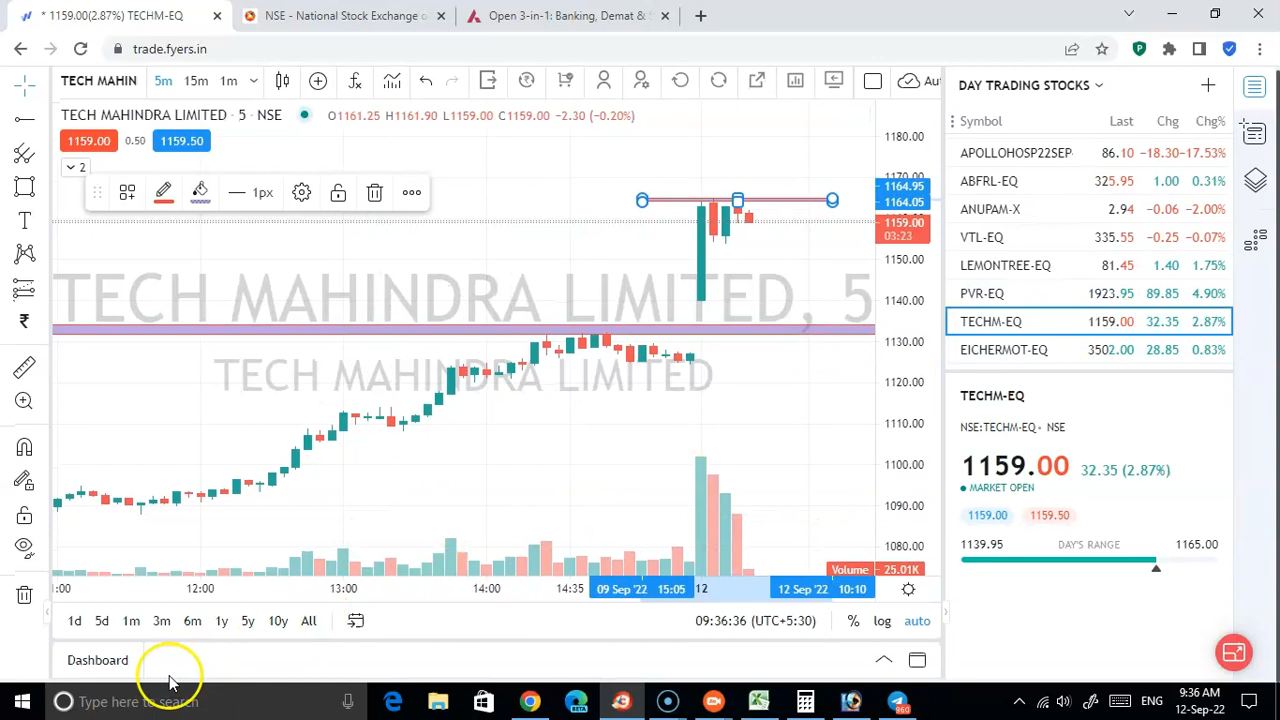 * 1159.00(2.87%) TECHM-EQ
NSE - National Stock Exchange o
Open 3-in-1: Banking, Demat &
trade.fyers.in
TECH MAHIN
5m
15m
1m
Au
TECH MAHINDRA LIMITED · 5 · NSE
O1161.25 H1161.90 L1159.00 C1159.00 −2.30 (−0.20%)
1159.00
0.50
1159.50
2
1px
TECH MAHINDRA LIMITED, 5
TECH MAHINDRA LIMITED
1180.00
1170.00
1164.95
1164.05
1159.00
03:23
1150.00
1140.00
1130.00
1120.00
1110.00
1100.00
1090.00
1080.00
Volume
25.01K
:00
12:00
13:00
14:00
14:35
09 Sep '22 15:05
12
12 Sep '22 10:10
1d
5d
1m
3m
6m
1y
5y
10y
All
09:36:36 (UTC+5:30)
%
log
auto
Dashboard
DAY TRADING STOCKS
Symbol Last Chg Chg%
APOLLOHOSP22SEP 86.10 −18.30 −17.53%
ABFRL-EQ 325.95 1.00 0.31%
ANUPAM-X 2.94 −0.06 −2.00%
VTL-EQ 335.55 −0.25 −0.07%
LEMONTREE-EQ 81.45 1.40 1.75%
PVR-EQ 1923.95 89.85 4.90%
TECHM-EQ 1159.00 32.35 2.87%
EICHERMOT-EQ 3502.00 28.85 0.83%
TECHM-EQ
NSE:TECHM-EQ• NSE
1159.00 32.35 (2.87%)
MARKET OPEN
1159.00
1159.50
1139.95 DAY'S RANGE 1165.00
Type here to search
960
ENG
9:36 AM
12-Sep-22